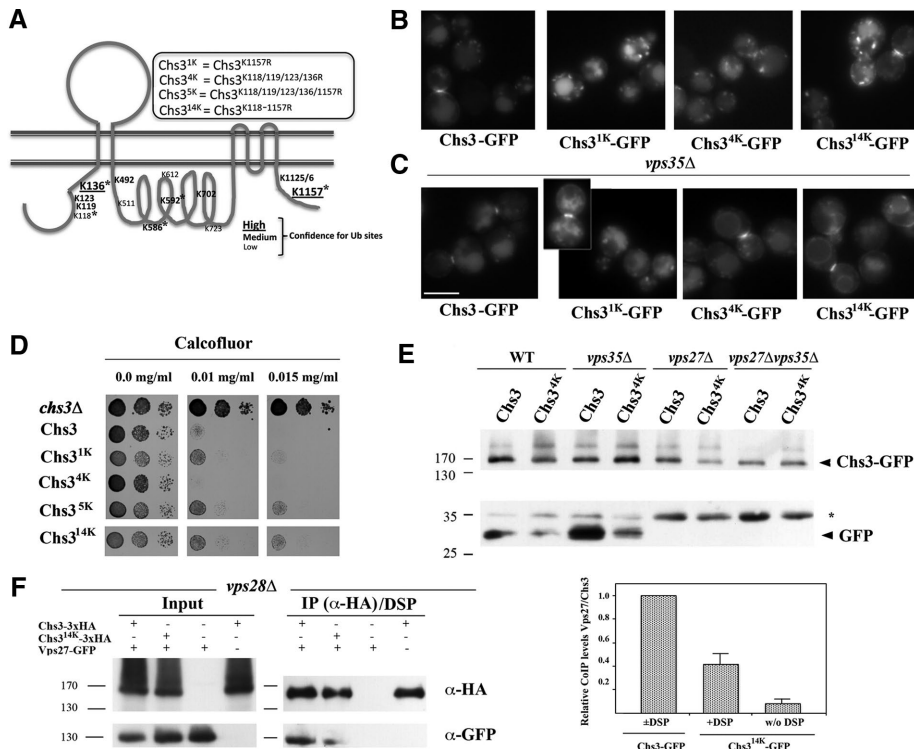 A
Chs3^1K = Chs3^K1157R
Chs3^4K = Chs3^K118/119/123/136R
Chs3^5K = Chs3^K118/119/123/136/1157R
Chs3^14K = Chs3^K118-1157R
K136*
K123
K119
K118*
K492
K511
K612
K586*
K592*
K702
K723
K1125/6
K1157*
High
Medium
Low
Confidence for Ub sites
B
Chs3-GFP
Chs3^1K-GFP
Chs3^4K-GFP
Chs3^14K-GFP
vps35Δ
C
Chs3-GFP
Chs3^1K-GFP
Chs3^4K-GFP
Chs3^14K-GFP
D
Calcofluor
0.0 mg/ml
0.01 mg/ml
0.015 mg/ml
chs3Δ
Chs3
Chs3^1K
Chs3^4K
Chs3^5K
Chs3^14K
E
WT
vps35Δ
vps27Δ
vps27Δvps35Δ
Chs3
Chs3^4K
Chs3
Chs3^4K
Chs3
Chs3^4K
Chs3
Chs3^4K
170
130
Chs3-GFP
35
25
*
GFP
F
vps28Δ
Input
IP (α-HA)/DSP
Chs3-3xHA + - - + + - - +
Chs3^14K-3xHA - + - - - + - -
Vps27-GFP + + + - + + + -
170
130
α-HA
130
α-GFP
Relative CoIP levels Vps27/Chs3
1.0
0.8
0.6
0.4
0.2
±DSP
+DSP
w/o DSP
Chs3-GFP
Chs3^14K-GFP